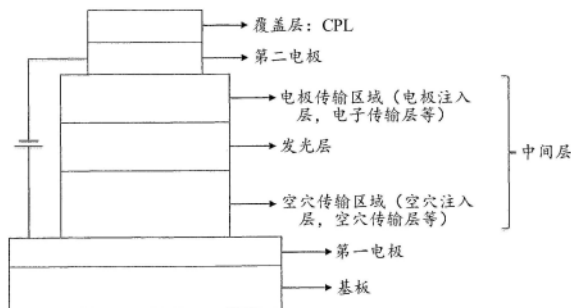 覆盖层：CPL
第二电极
电极传输区域（电极注入
层，电子传输层等）
发光层
中间层
空穴传输区域（空穴注入
层，空穴传输层等）
第一电极
基板